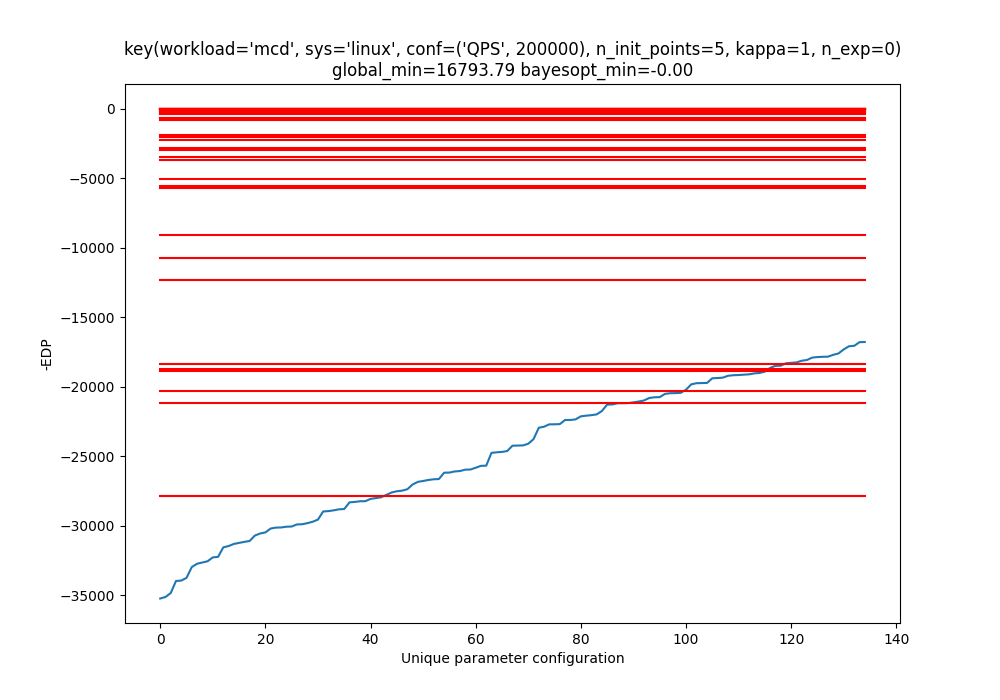 key(workload='mcd', sys='linux', conf=('QPS', 200000), n_init_points=5, kappa=1, n_exp=0)
global_min=16793.79 bayesopt_min=-0.00
0
−5000
−10000
−15000
−20000
−25000
−30000
−35000
-EDP
0 20 40 60 80 100 120 140
Unique parameter configuration